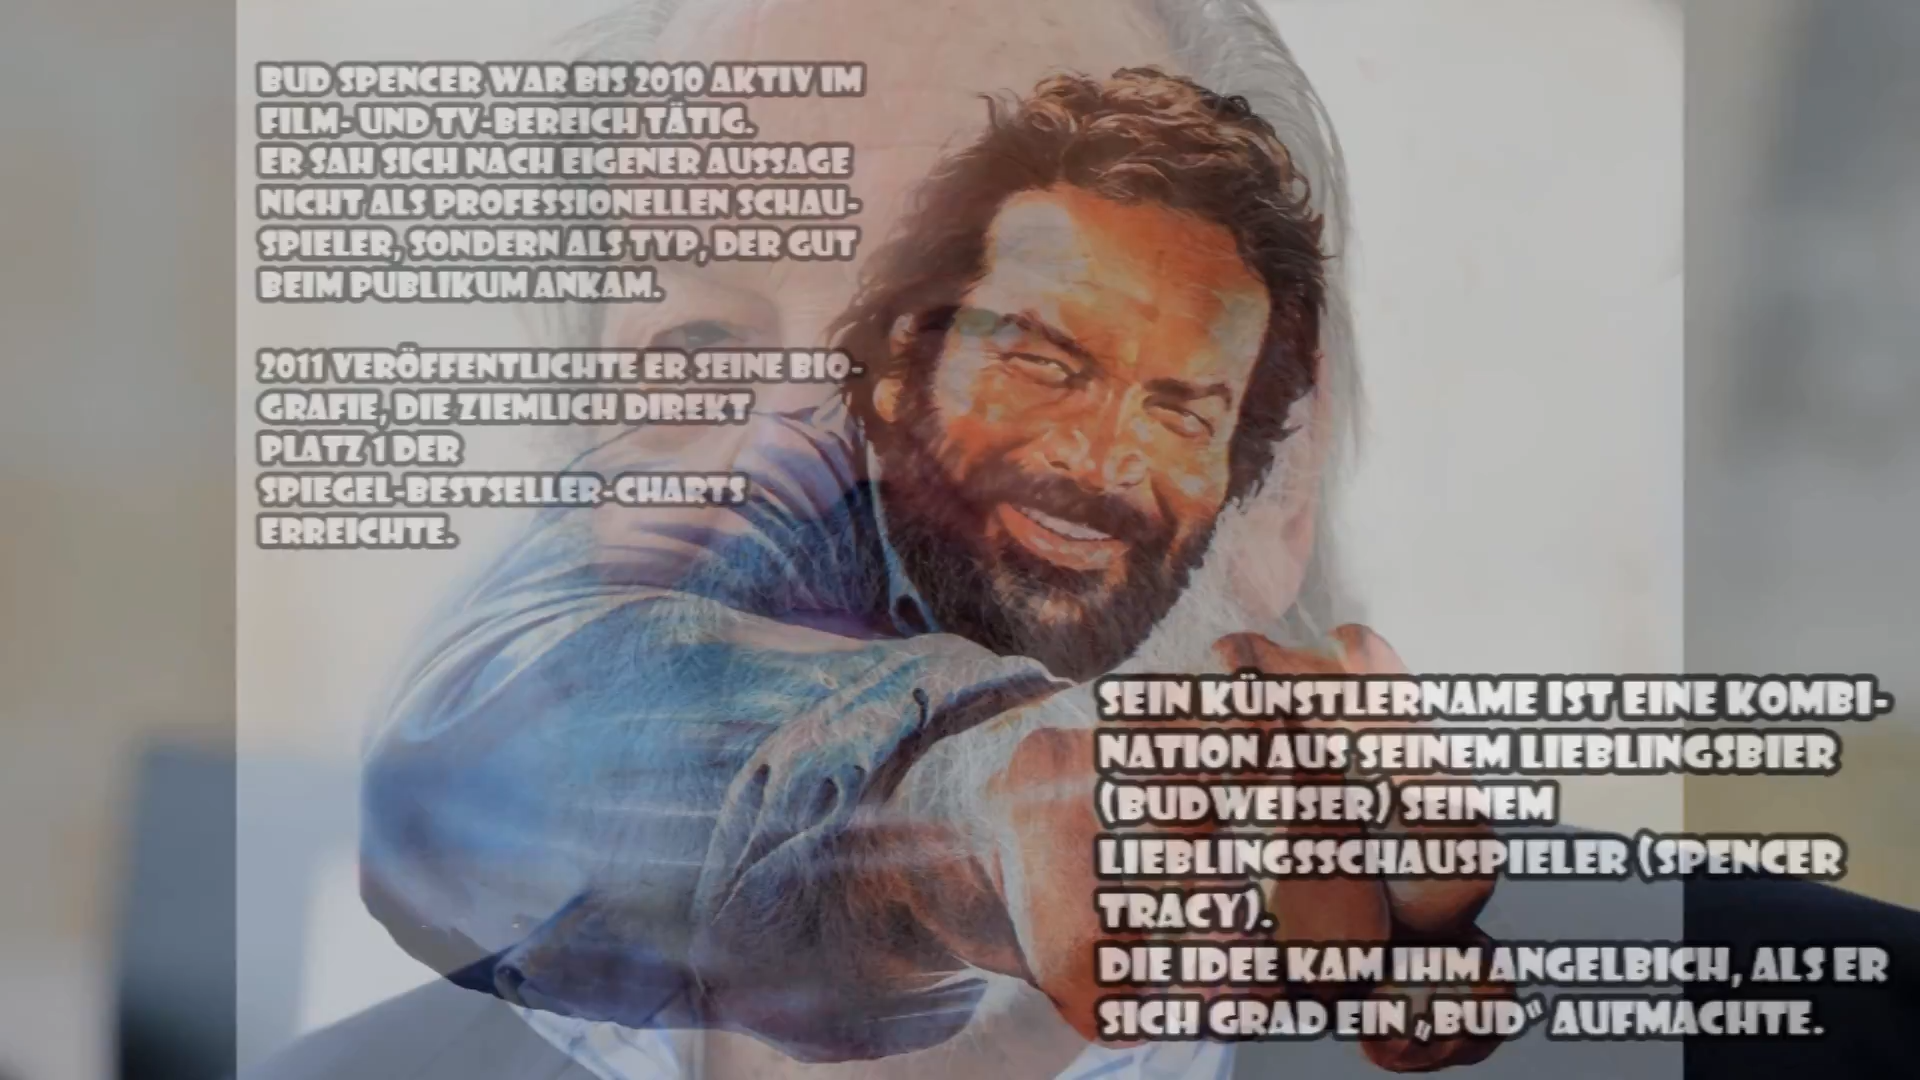 BUD SPENCER WAR BIS 2010 AKTIV IM
FILM- UND TV-BEREICH TÄTIG.
ER SAH SICH NACH EIGENER AUSSAGE
NICHT ALS PROFESSIONELLEN SCHAU-
SPIELER, SONDERN ALS TYP, DER GUT
BEIM PUBLIKUM ANKAM.
2011 VERÖFFENTLICHTE ER SEINE BIO-
GRAFIE, DIE ZIEMLICH DIREKT
PLATZ 1 DER
SPIEGEL-BESTSELLER-CHARTS
ERREICHTE.
SEIN KÜNSTLERNAME IST EINE KOMBI-
NATION AUS SEINEM LIEBLINGSBIER
(BUDWEISER) SEINEM
LIEBLINGSSCHAUSPIELER (SPENCER
TRACY).
DIE IDEE KAM IHM ANGELBICH, ALS ER
SICH GRAD EIN „BUD“ AUFMACHTE.